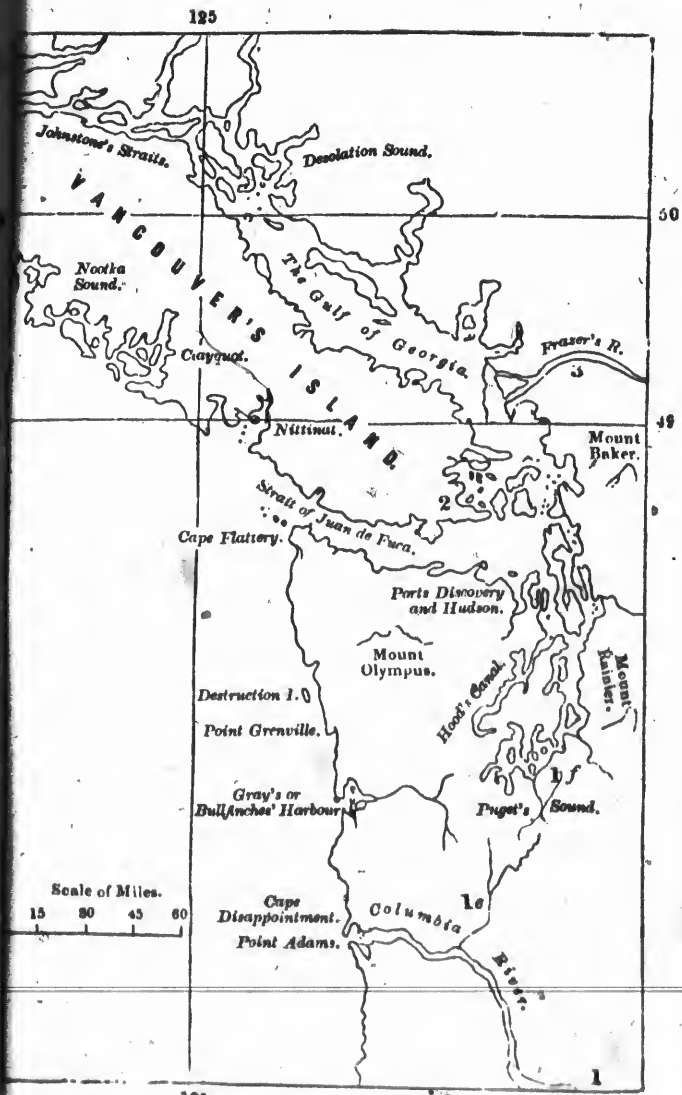 125
Johnstone's Straits.
Desolation Sound.
50
VANCOUVER'S ISLAND.
Nootka
Sound.
The Gulf of Georgia.
Frazer's R.
3
Clayquot.
49
Nittinat.
Mount
Baker.
2
Strait of Juan de Fuca.
Cape Flattery.
Ports Discovery
and Hudson.
Mount
Olympus.
Mount
Rainier.
Hood's Canal.
Destruction I.
Point Grenville.
1 f
Gray's or
Bullfinches' Harbour
Puget's Sound.
Scale of Miles.
15 30 45 60
Cape
Disappointment.
1e
Columbia River.
Point Adams.
1